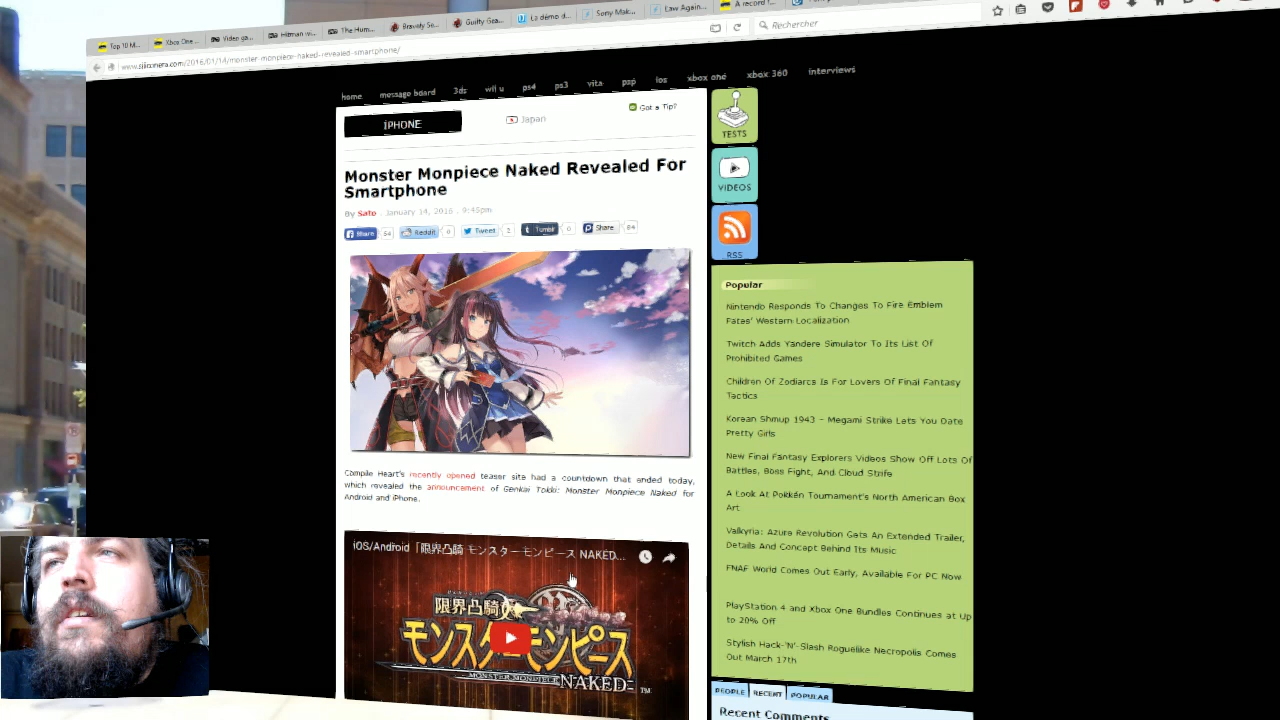 Top 10 M...
Xbox One ...
Video ga...
Hitman wi...
The Hum...
Bravely Se...
Guilty Gea...
La démo d...
Sony Mak...
Law Again...
A record f...
www.siliconera.com/2016/01/14/monster-monpiece-naked-revealed-smartphone/
Rechercher
home message board 3ds wii u ps4 ps3 vita psp ios xbox one xbox 360 interviews
IPHONE
Japan
Got a Tip?
Monster Monpiece Naked Revealed For
Smartphone
By Sato . January 14, 2016 . 9:45pm
Share 54 Reddit 0 Tweet 2 Tumblr 0 Share 84
Compile Heart's recently opened teaser site had a countdown that ended today,
which revealed the announcement of Genkai Tokki: Monster Monpiece Naked for
Android and iPhone.
iOS/Android「限界凸騎 モンスターモンピース NAKED...
限界凸騎
モンスターモンピース
MONSTER MONPIECE
NAKED
TM
TESTS
VIDEOS
RSS
Popular
Nintendo Responds To Changes To Fire Emblem
Fates' Western Localization
Twitch Adds Yandere Simulator To Its List Of
Prohibited Games
Children Of Zodiarcs Is For Lovers Of Final Fantasy
Tactics
Korean Shmup 1943 – Megami Strike Lets You Date
Pretty Girls
New Final Fantasy Explorers Videos Show Off Lots Of
Battles, Boss Fight, And Cloud Strife
A Look At Pokkén Tournament's North American Box
Art
Valkyria: Azure Revolution Gets An Extended Trailer,
Details And Concept Behind Its Music
FNAF World Comes Out Early, Available For PC Now
PlayStation 4 and Xbox One Bundles Continues at Up
to 20% Off
Stylish Hack-'N'-Slash Roguelike Necropolis Comes
Out March 17th
PEOPLE RECENT POPULAR
Recent Comments